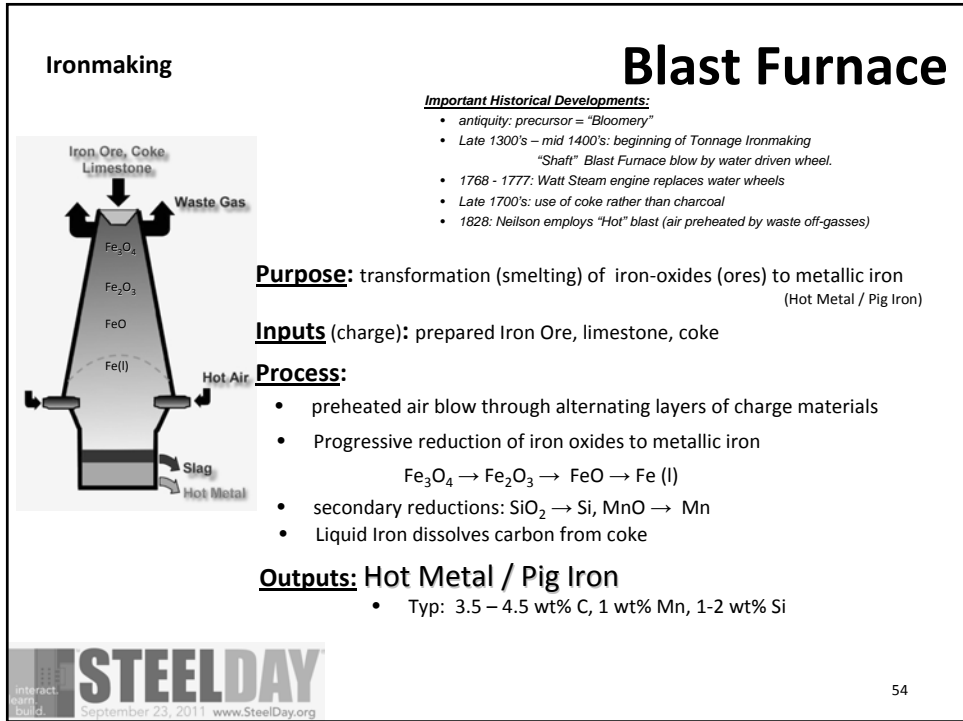 Ironmaking
Blast Furnace
Important Historical Developments:
• antiquity: precursor = “Bloomery”
• Late 1300’s – mid 1400’s: beginning of Tonnage Ironmaking
“Shaft” Blast Furnace blow by water driven wheel.
• 1768 - 1777: Watt Steam engine replaces water wheels
• Late 1700’s: use of coke rather than charcoal
• 1828: Neilson employs “Hot” blast (air preheated by waste off-gasses)
Iron Ore, Coke
Limestone
Waste Gas
Fe₃O₄
Fe₂O₃
FeO
Fe(l)
Hot Air
Slag
Hot Metal
Purpose: transformation (smelting) of iron-oxides (ores) to metallic iron
(Hot Metal / Pig Iron)
Inputs (charge): prepared Iron Ore, limestone, coke
Process:
• preheated air blow through alternating layers of charge materials
• Progressive reduction of iron oxides to metallic iron
Fe₃O₄ → Fe₂O₃ → FeO → Fe (l)
• secondary reductions: SiO₂ → Si, MnO → Mn
• Liquid Iron dissolves carbon from coke
Outputs: Hot Metal / Pig Iron
• Typ: 3.5 – 4.5 wt% C, 1 wt% Mn, 1-2 wt% Si
interact.
learn.
build.
STEELDAY
September 23, 2011 www.SteelDay.org
54